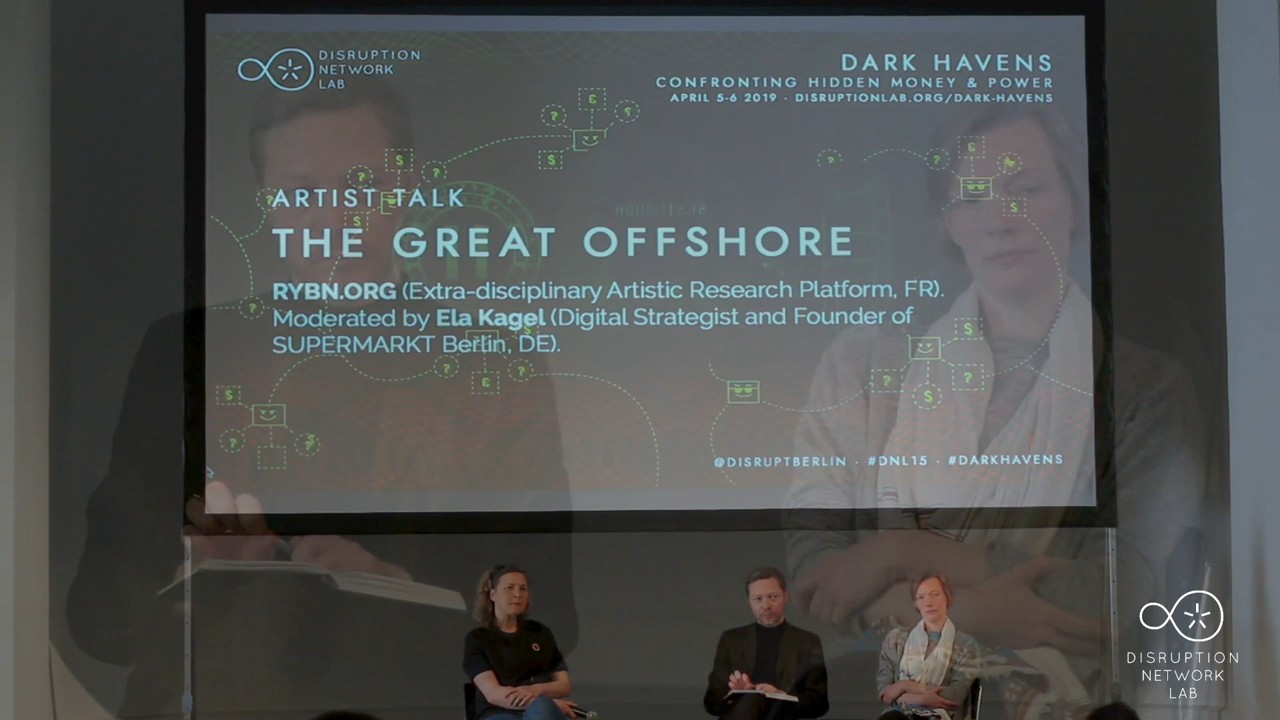 DISRUPTION
NETWORK
LAB
DARK HAVENS
CONFRONTING HIDDEN MONEY & POWER
APRIL 5-6 2019 · DISRUPTIONLAB.ORG/DARK-HAVENS
ARTIST TALK
THE GREAT OFFSHORE
RYBN.ORG (Extra-disciplinary Artistic Research Platform, FR).
Moderated by Ela Kagel (Digital Strategist and Founder of
SUPERMARKT Berlin, DE).
@DISRUPTBERLIN · #DNL15 · #DARKHAVENS
DISRUPTION
NETWORK
LAB